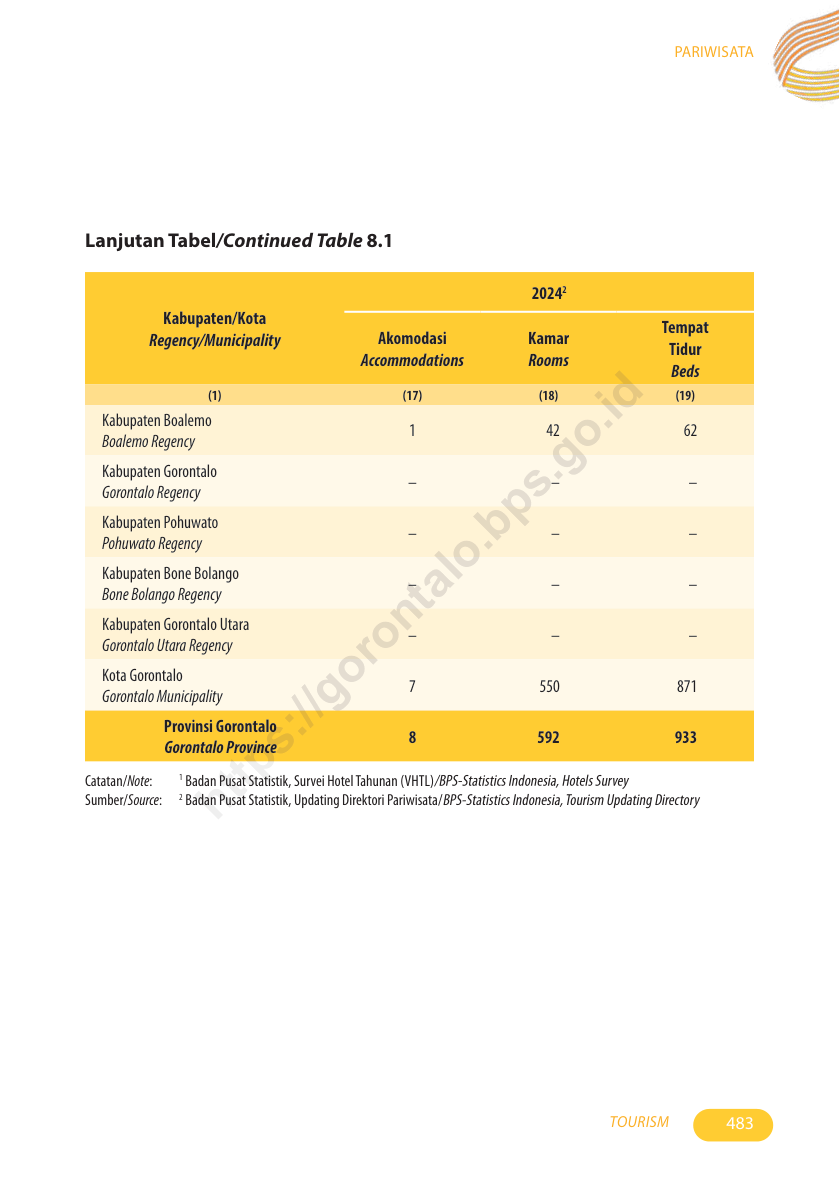 PARIWISATA
Lanjutan Tabel/Continued Table 8.1
Kabupaten/Kota
Regency/Municipality
2024²
Akomodasi
Accommodations
Kamar
Rooms
Tempat
Tidur
Beds
(1) (17) (18) (19)
Kabupaten Boalemo
Boalemo Regency
1 42 62
Kabupaten Gorontalo
Gorontalo Regency
– – –
Kabupaten Pohuwato
Pohuwato Regency
– – –
Kabupaten Bone Bolango
Bone Bolango Regency
– – –
Kabupaten Gorontalo Utara
Gorontalo Utara Regency
– – –
Kota Gorontalo
Gorontalo Municipality
7 550 871
Provinsi Gorontalo
Gorontalo Province
8 592 933
Catatan/Note: ¹ Badan Pusat Statistik, Survei Hotel Tahunan (VHTL)/BPS-Statistics Indonesia, Hotels Survey
Sumber/Source: ² Badan Pusat Statistik, Updating Direktori Pariwisata/BPS-Statistics Indonesia, Tourism Updating Directory
https://gorontalo.bps.go.id
TOURISM 483